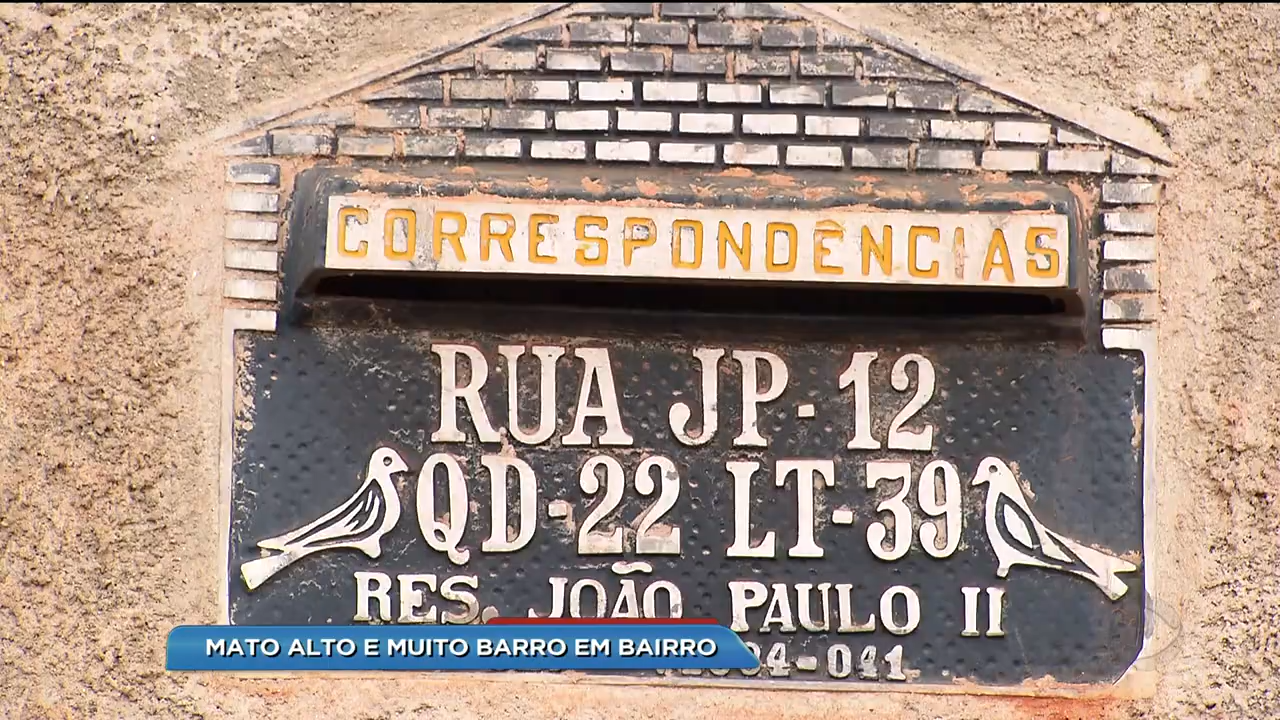 CORRESPONDÊNCIAS
RUA JP-12
QD-22 LT-39
RES. JOÃO PAULO II
MATO ALTO E MUITO BARRO EM BAIRRO